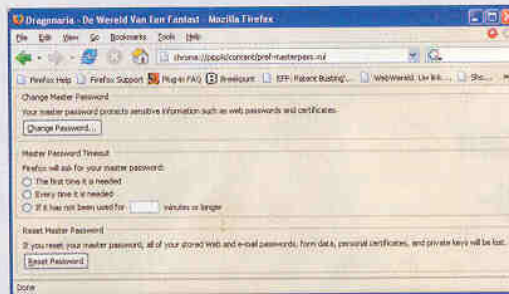 Dragonaria - De Wereld Van Een Fantast - Mozilla Firefox
File Edit View Go Bookmarks Tools Help
chrome://pippki/content/pref-masterpass.xul
Firefox Help Firefox Support Plug-in FAQ Breekpunt EFF: Patent Busting'... WebWereld: Uw link ... Sho...
Change Master Password
Your master password protects sensitive information such as web passwords and certificates.
Change Password...
Master Password Timeout
Firefox will ask for your master password:
The first time it is needed
Every time it is needed
If it has not been used for minutes or longer
Reset Master Password
If you reset your master password, all of your stored web and e-mail passwords, form data, personal certificates, and private keys will be lost.
Reset Password
Done